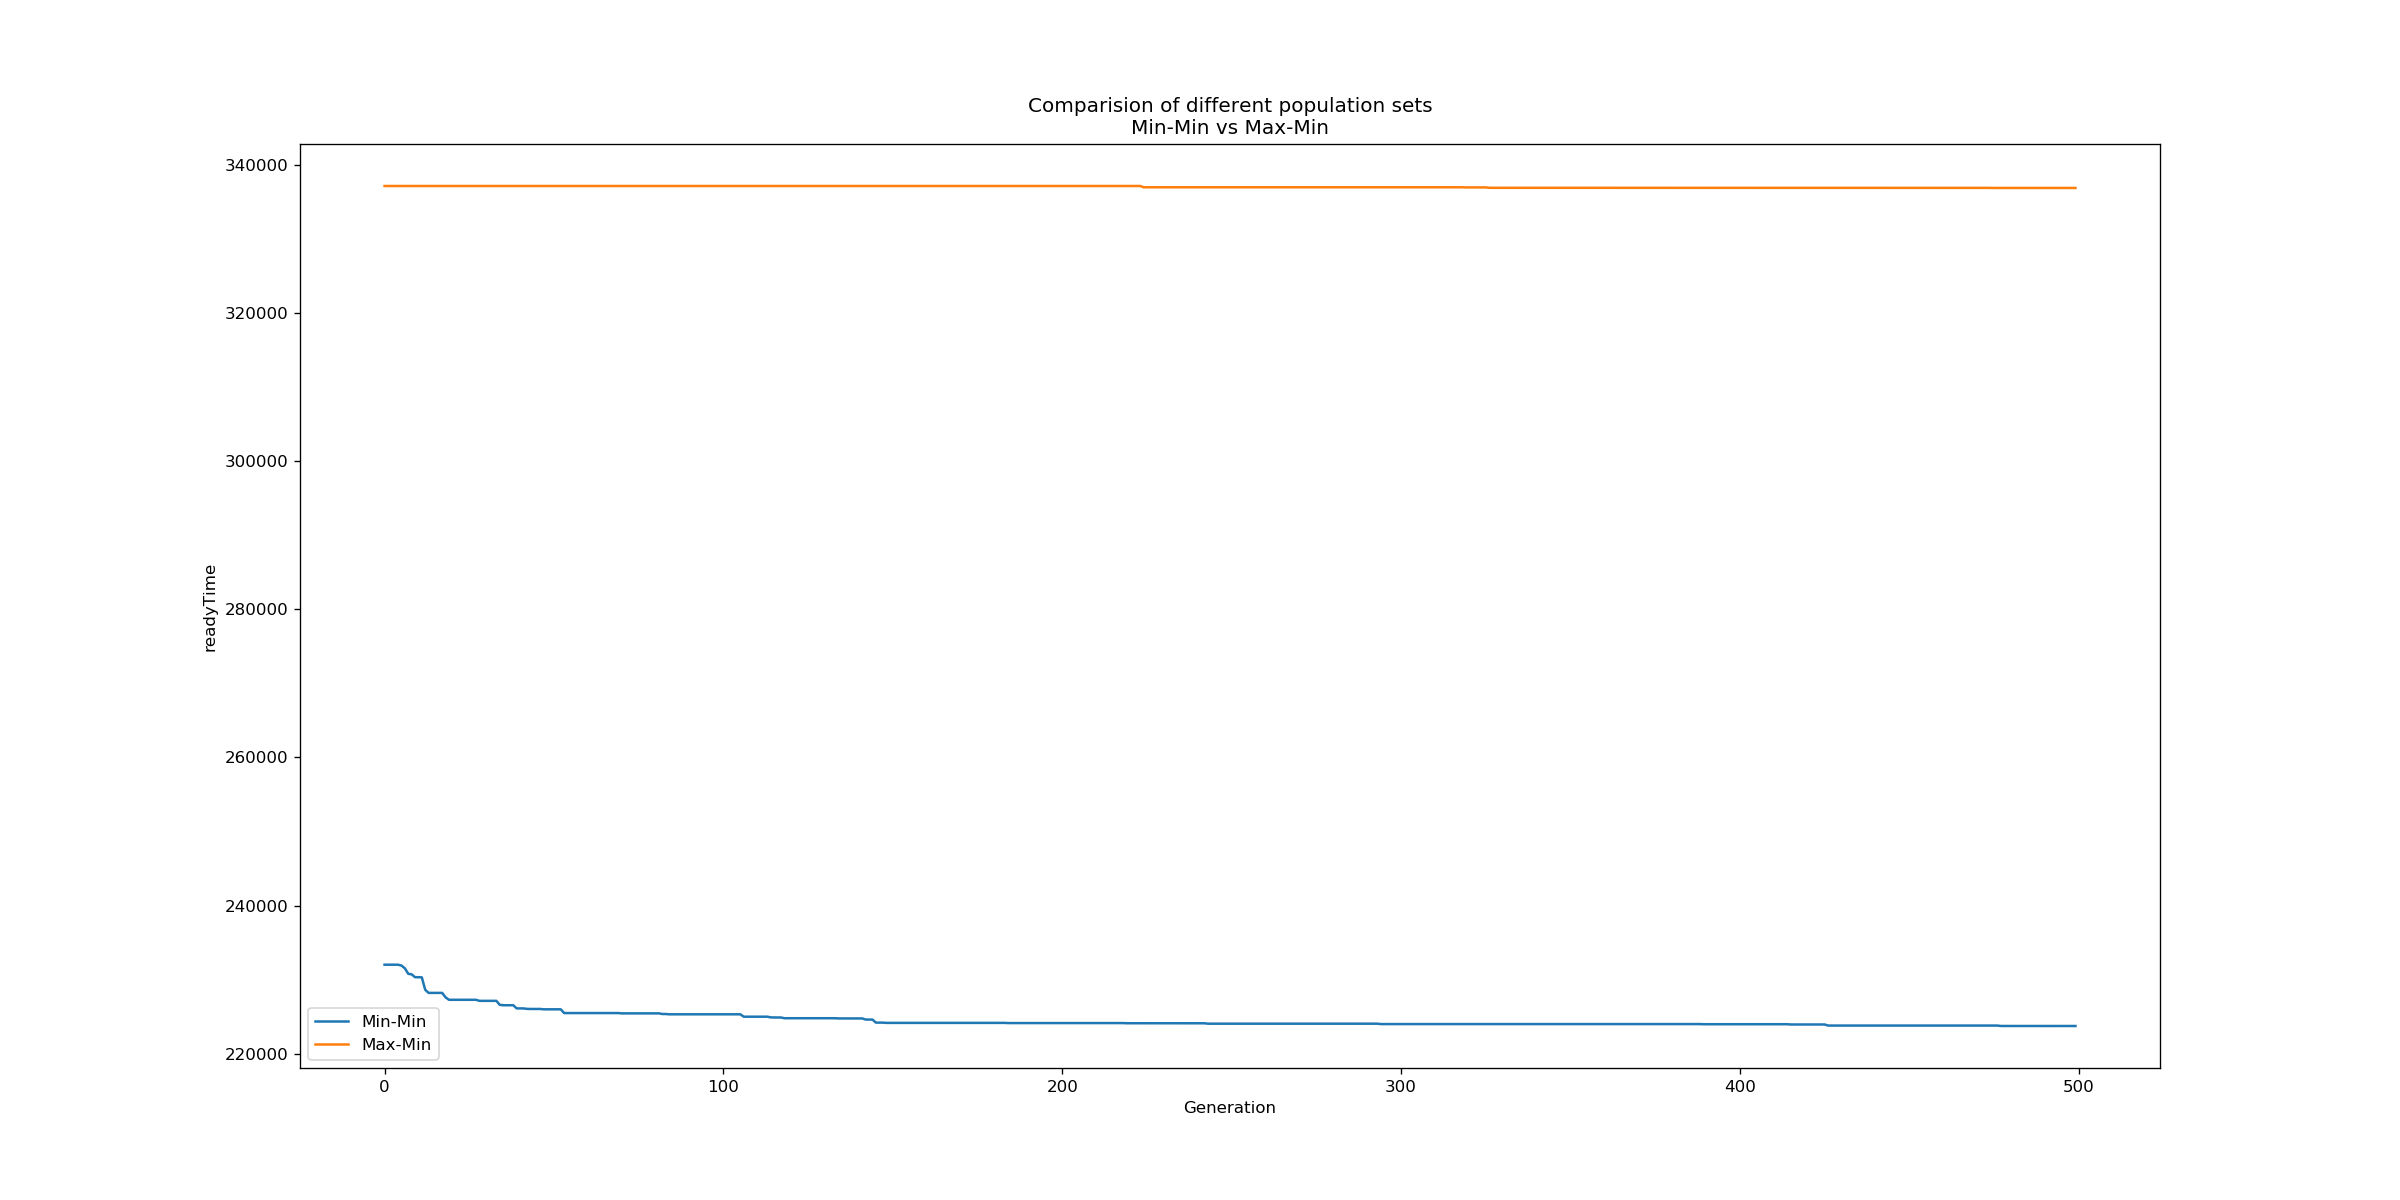 Comparision of different population sets
Min-Min vs Max-Min
340000
320000
300000
280000
260000
240000
220000
readyTime
Min-Min
Max-Min
0 100 200 300 400 500
Generation